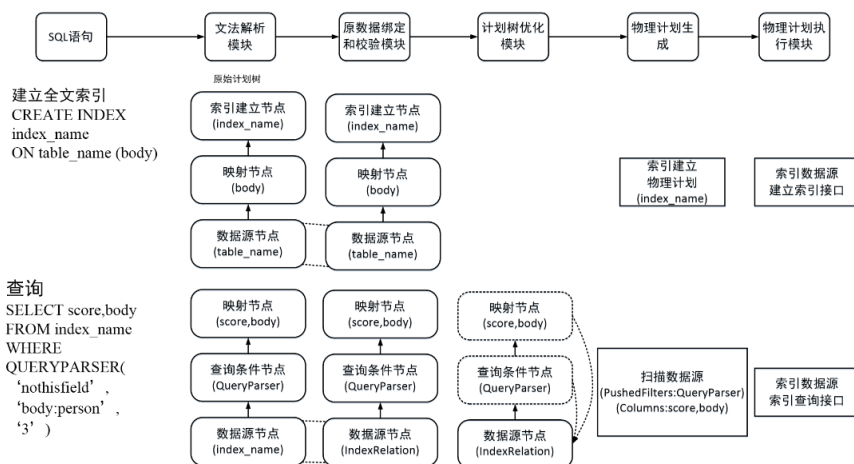 SQL语句
文法解析
模块
原数据绑定
和校验模块
计划树优化
模块
物理计划生
成
物理计划执
行模块
原始计划树
建立全文索引
CREATE INDEX
index_name
ON table_name (body)
索引建立节点
(index_name)
映射节点
(body)
数据源节点
(table_name)
索引建立节点
(index_name)
映射节点
(body)
数据源节点
(table_name)
索引建立
物理计划
(index_name)
索引数据源
建立索引接口
查询
SELECT score,body
FROM index_name
WHERE
QUERYPARSER(
‘nothisfield’,
‘body:person’,
‘3’)
映射节点
(score,body)
查询条件节点
(QueryParser)
数据源节点
(index_name)
映射节点
(score,body)
查询条件节点
(QueryParser)
数据源节点
(IndexRelation)
映射节点
(score,body)
查询条件节点
(QueryParser)
数据源节点
(IndexRelation)
扫描数据源
(PushedFilters:QueryParser)
(Columns:score,body)
索引数据源
索引查询接口